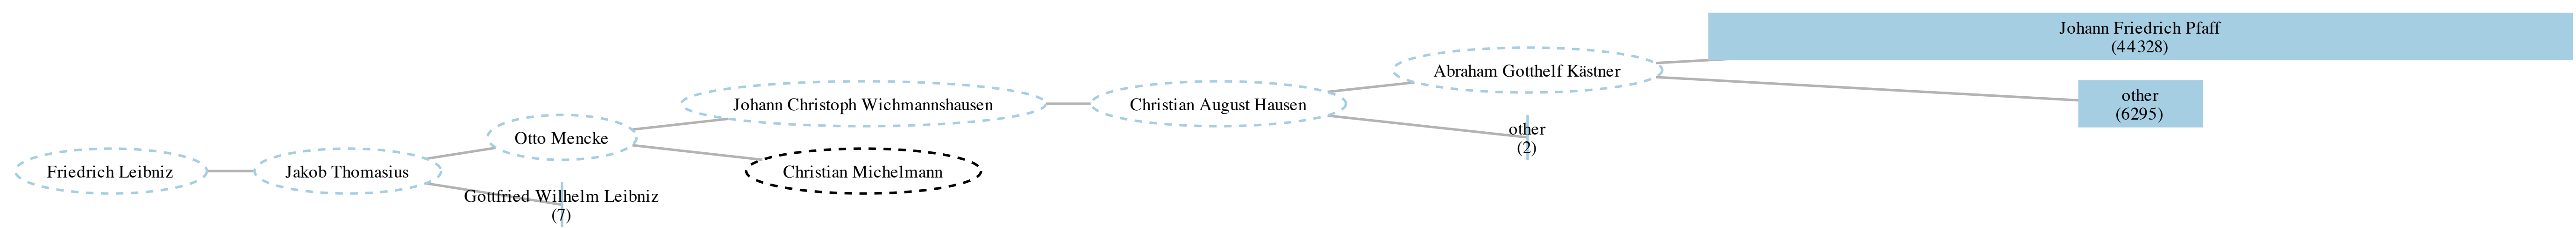 Friedrich Leibniz
Jakob Thomasius
Otto Mencke
Gottfried Wilhelm Leibniz
(7)
Johann Christoph Wichmannshausen
Christian Michelmann
Christian August Hausen
Abraham Gotthelf Kästner
other
(2)
Johann Friedrich Pfaff
(44328)
other
(6295)